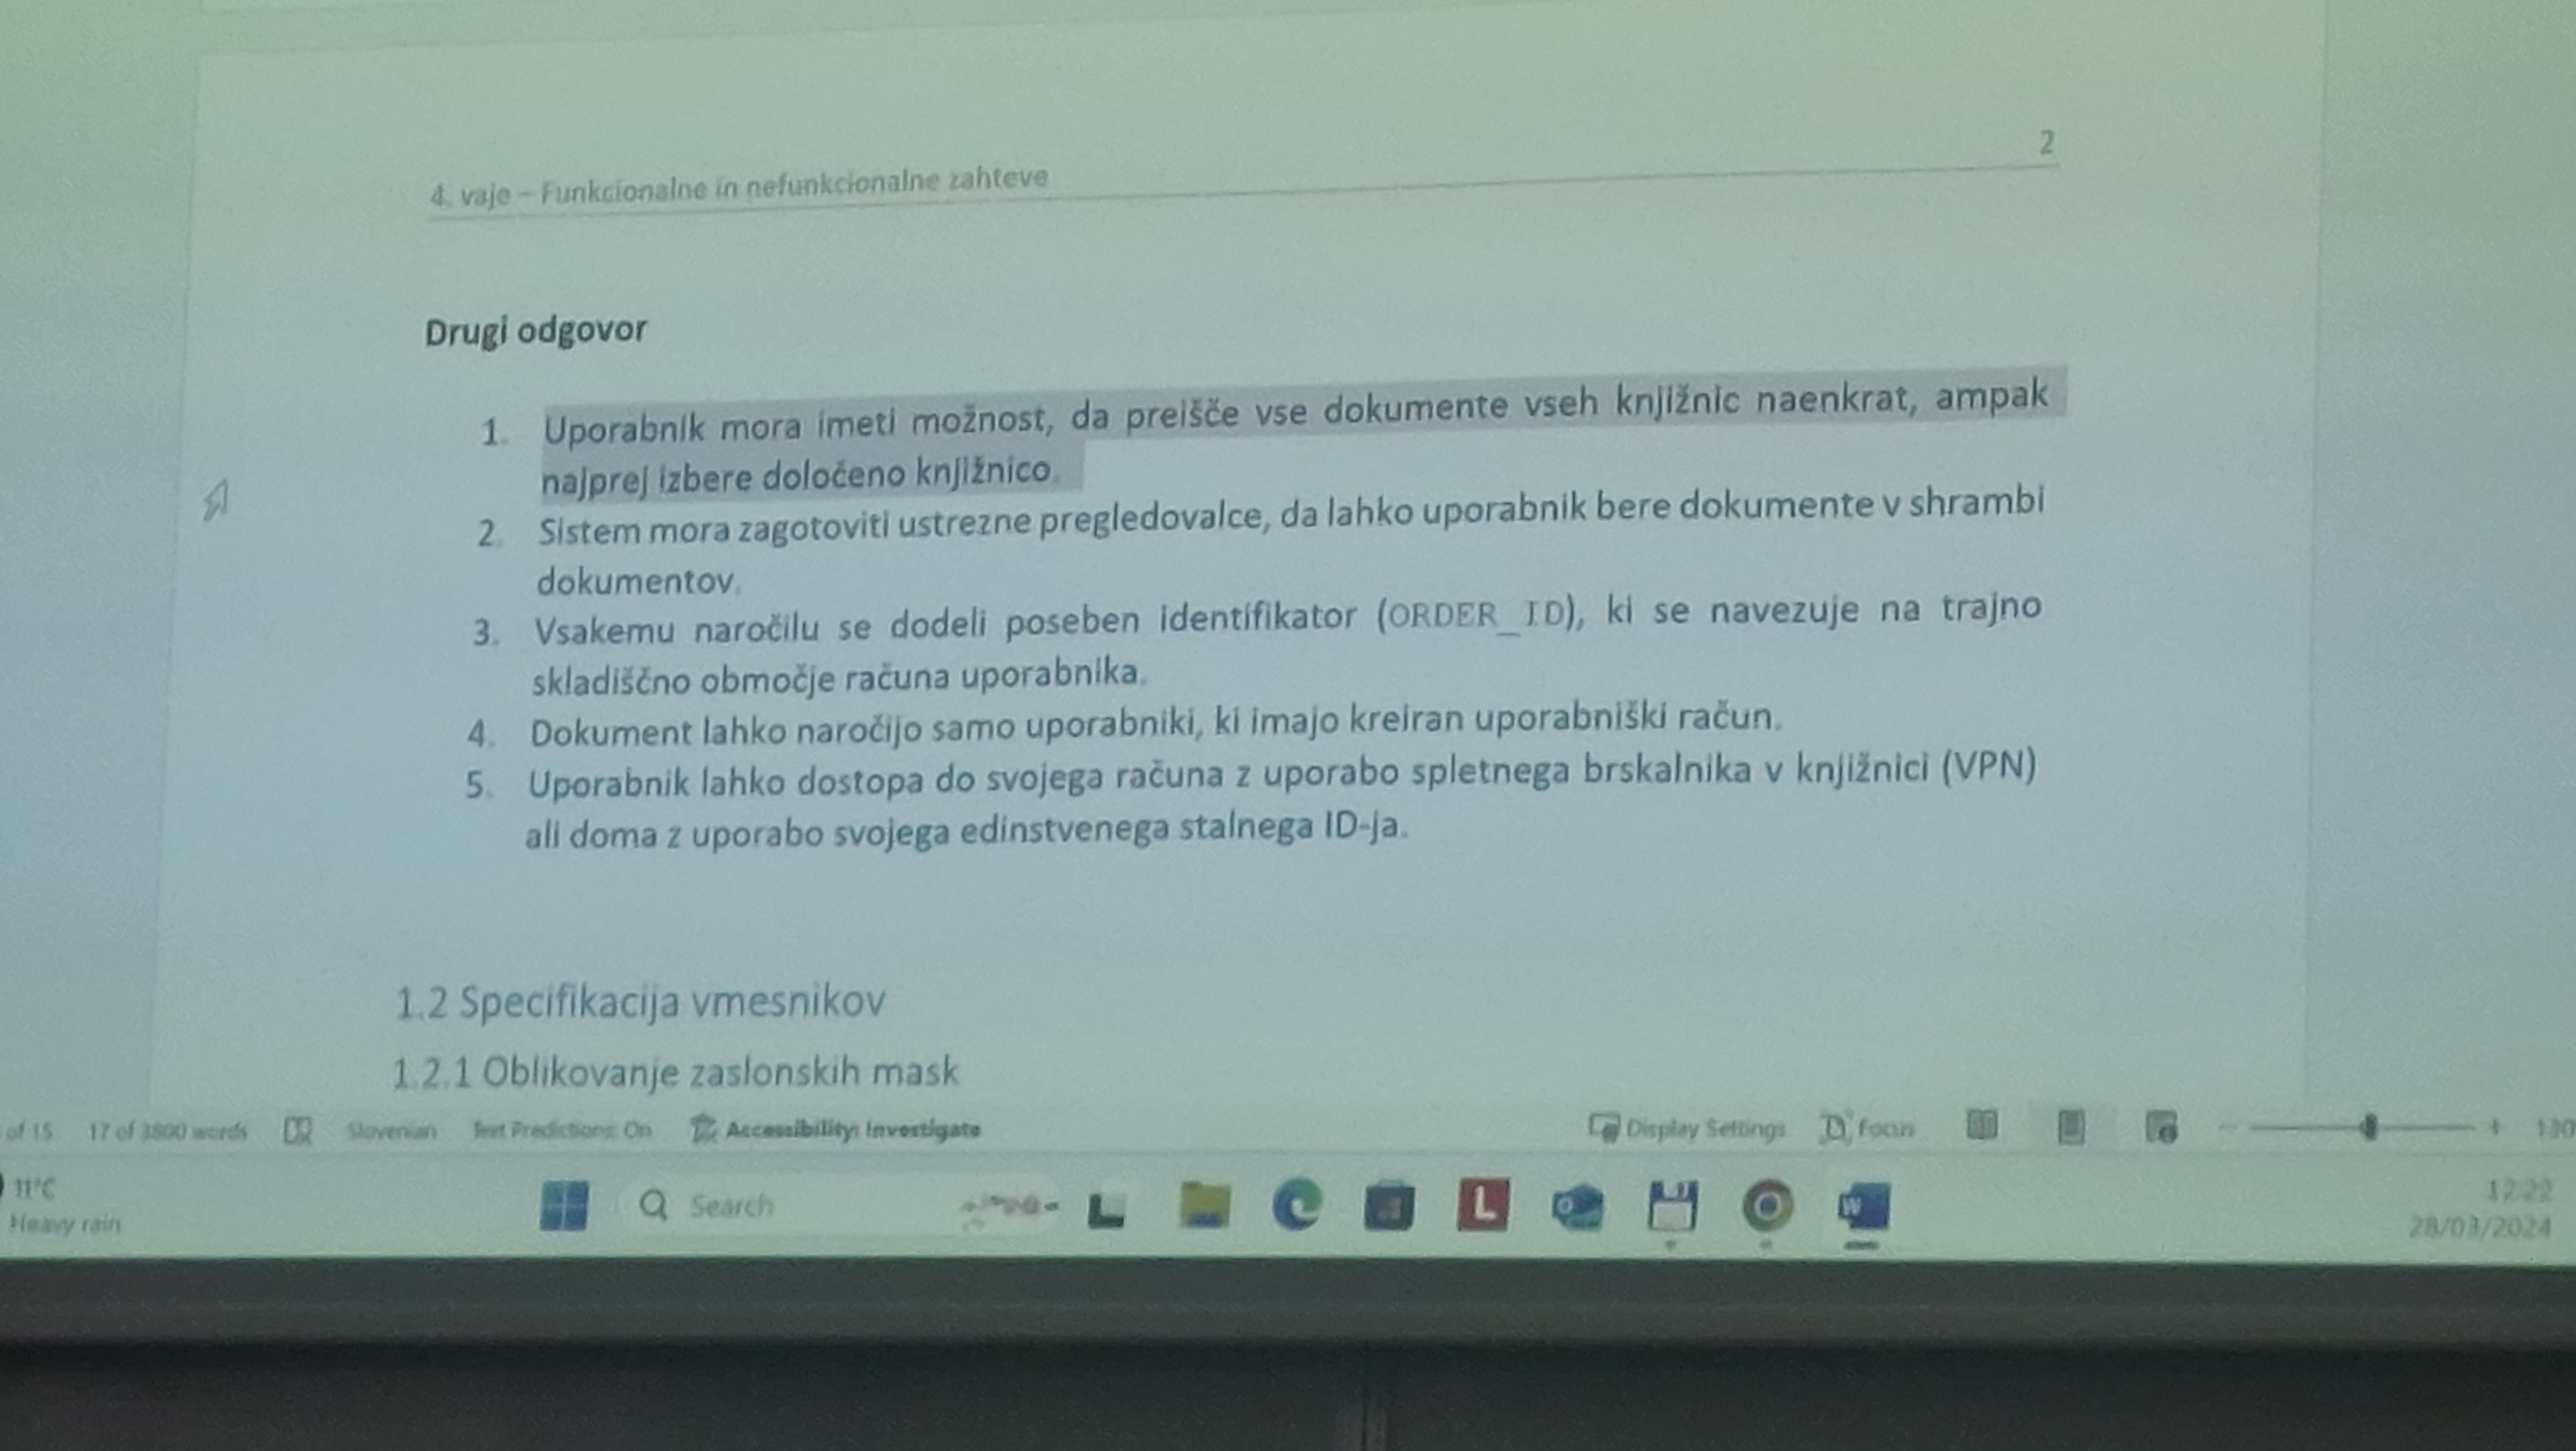 4. vaje – Funkcionalne in nefunkcionalne zahteve
2
Drugi odgovor
1. Uporabnik mora imeti možnost, da preišče vse dokumente vseh knjižnic naenkrat, ampak
najprej izbere določeno knjižnico.
2. Sistem mora zagotoviti ustrezne pregledovalce, da lahko uporabnik bere dokumente v shrambi
dokumentov.
3. Vsakemu naročilu se dodeli poseben identifikator (ORDER_ID), ki se navezuje na trajno
skladiščno območje računa uporabnika.
4. Dokument lahko naročijo samo uporabniki, ki imajo kreiran uporabniški račun.
5. Uporabnik lahko dostopa do svojega računa z uporabo spletnega brskalnika v knjižnici (VPN)
ali doma z uporabo svojega edinstvenega stalnega ID-ja.
1.2 Specifikacija vmesnikov
1.2.1 Oblikovanje zaslonskih mask
of 15 17 of 3800 words Slovenian Text Predictions: On Accessibility: Investigate Display Settings Focus
11°C
Heavy rain
Search
L
12:22
28/03/2024